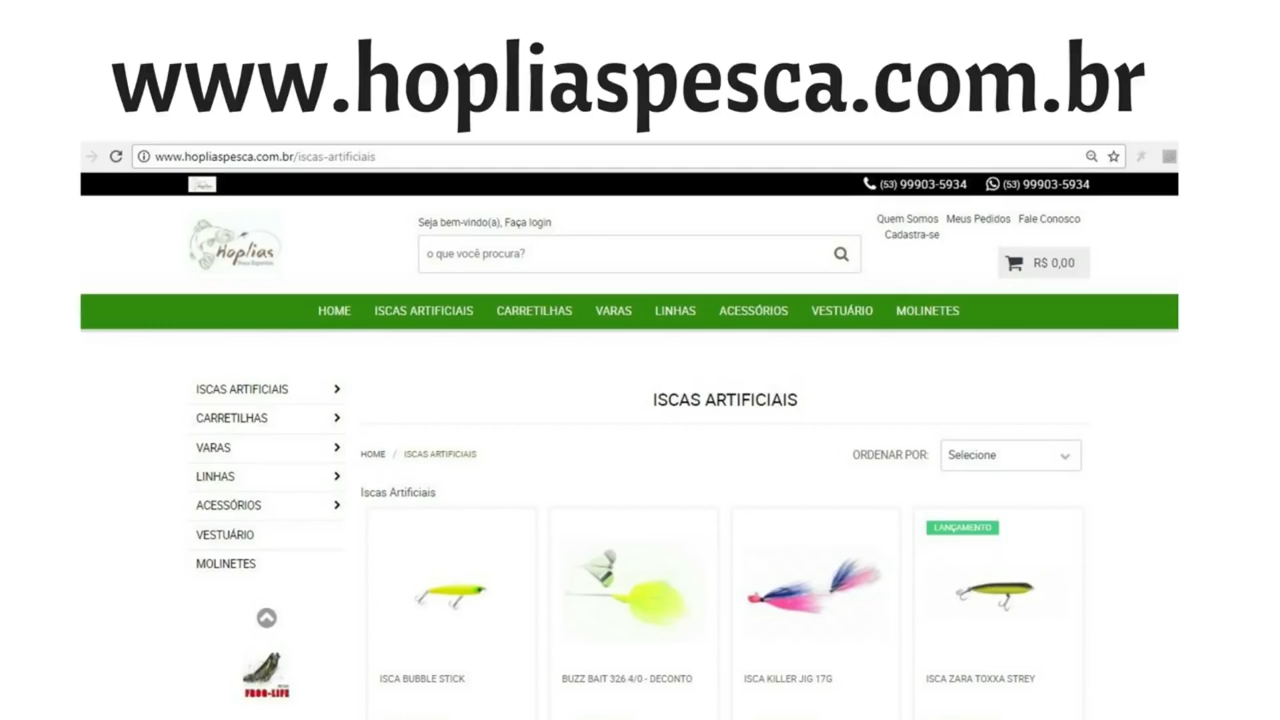 www.hopliaspesca.com.br
www.hopliaspesca.com.br/iscas-artificiais
(53) 99903-5934 (53) 99903-5934
Seja bem-vindo(a), Faça login
Quem Somos Meus Pedidos Fale Conosco
Cadastra-se
Hoplias
o que você procura?
R$ 0,00
HOME ISCAS ARTIFICIAIS CARRETILHAS VARAS LINHAS ACESSÓRIOS VESTUÁRIO MOLINETES
ISCAS ARTIFICIAIS
CARRETILHAS
VARAS
LINHAS
ACESSÓRIOS
VESTUÁRIO
MOLINETES
FROG-LIFE
ISCAS ARTIFICIAIS
HOME / ISCAS ARTIFICIAIS
ORDENAR POR: Selecione
Iscas Artificiais
LANÇAMENTO
ISCA BUBBLE STICK
BUZZ BAIT 326 4/0 - DECONTO
ISCA KILLER JIG 17G
ISCA ZARA TOXXA STREY